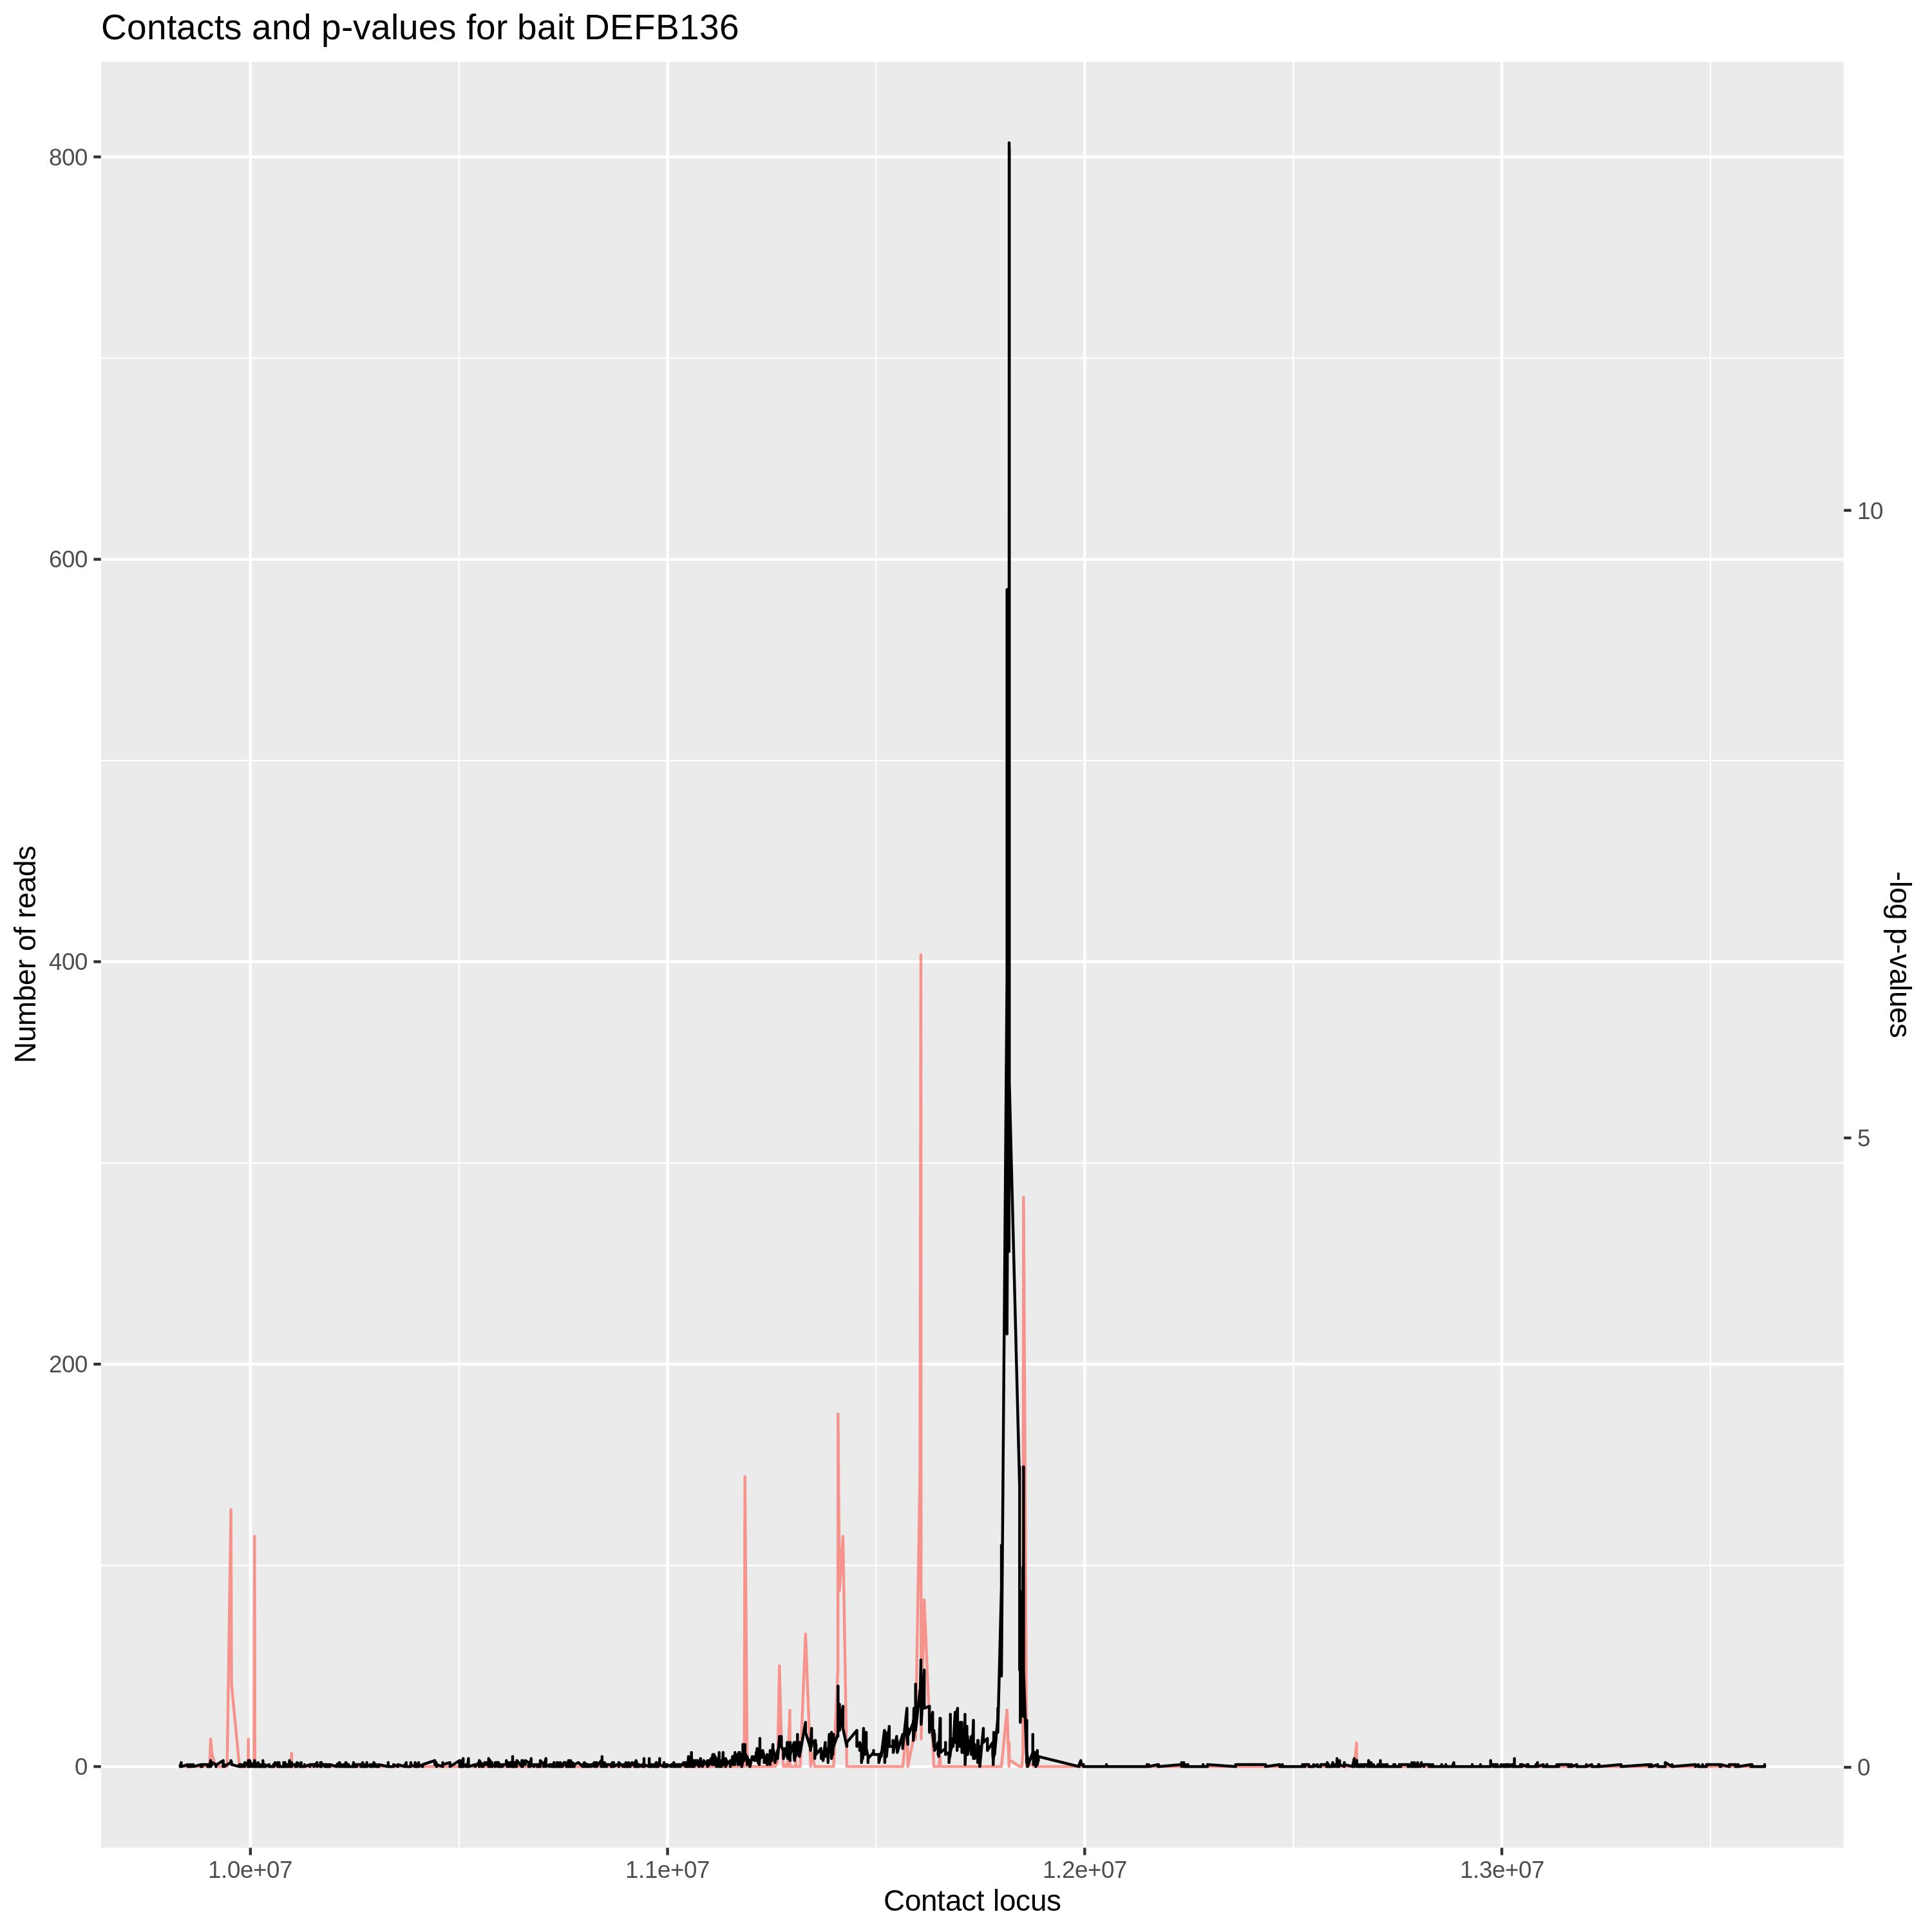 Contacts and p-values for bait DEFB136
800
600
400
200
0
Number of reads
10
5
0
-log p-values
1.0e+07
1.1e+07
1.2e+07
1.3e+07
Contact locus